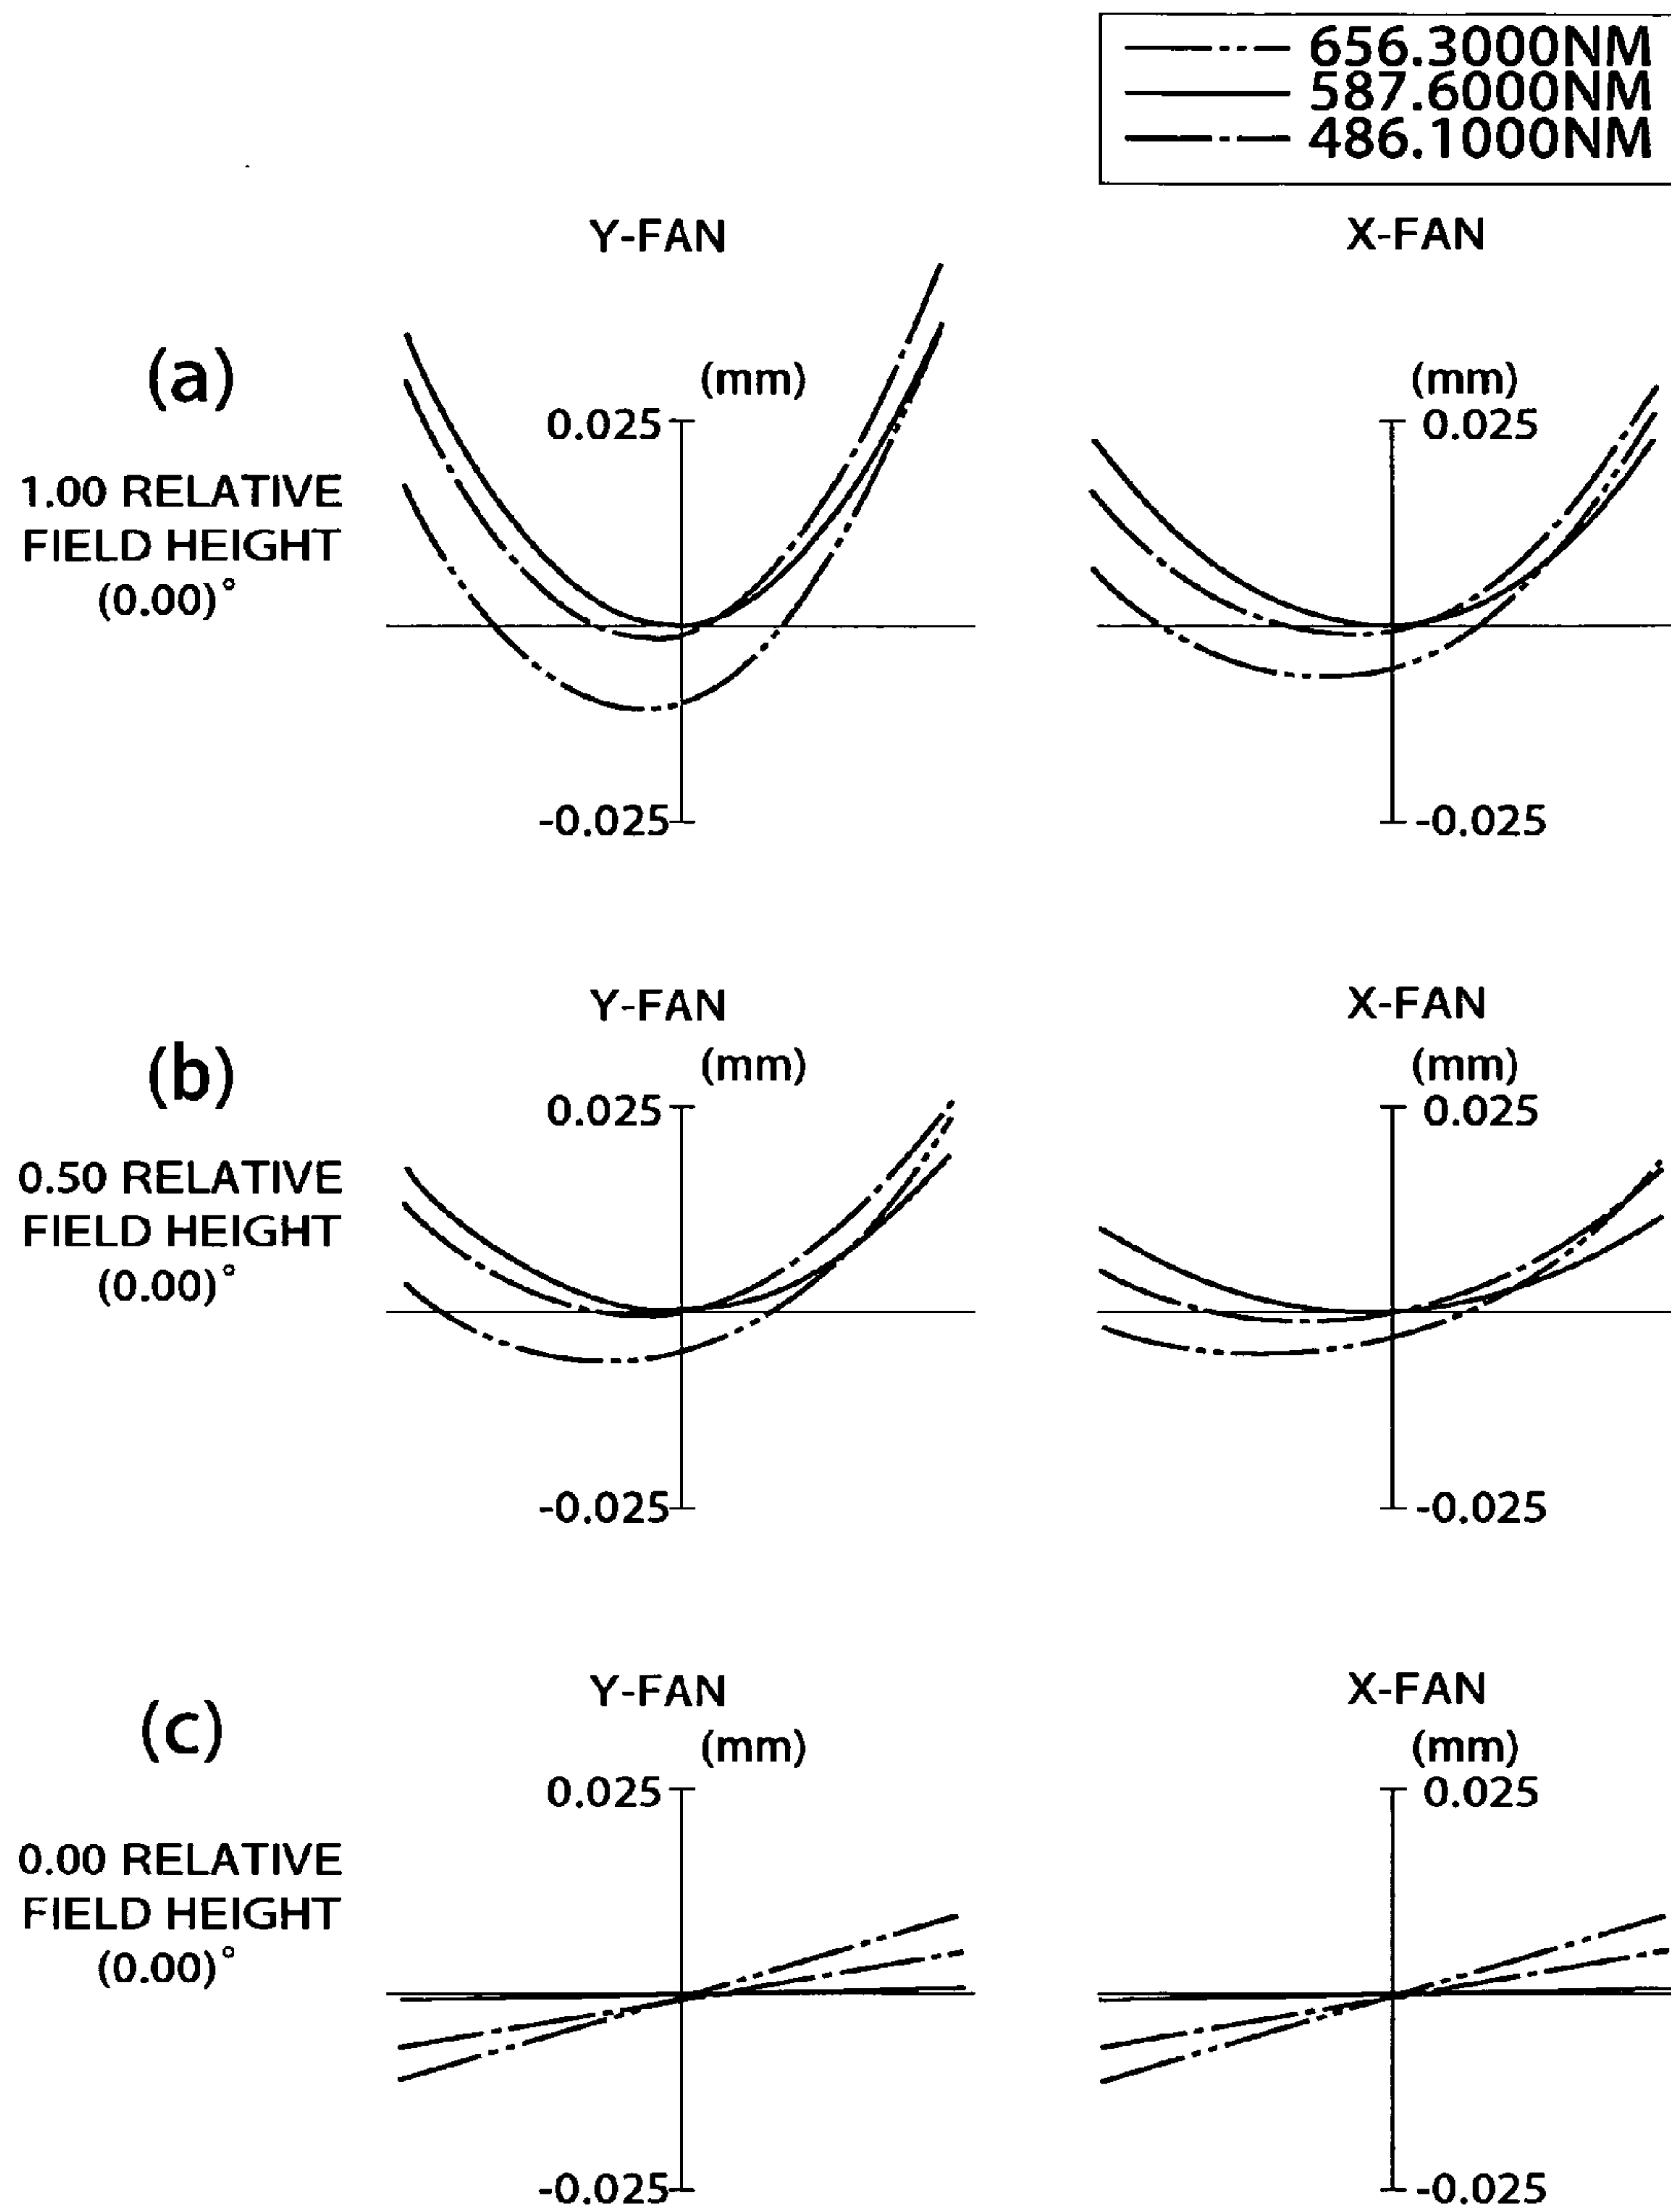 656.3000NM
587.6000NM
486.1000NM
Y-FAN
X-FAN
(a)
(mm)
(mm)
0.025
0.025
1.00 RELATIVE
FIELD HEIGHT
(0.00)°
-0.025
-0.025
Y-FAN
X-FAN
(b)
(mm)
(mm)
0.025
0.025
0.50 RELATIVE
FIELD HEIGHT
(0.00)°
-0.025
-0.025
Y-FAN
X-FAN
(c)
(mm)
(mm)
0.025
0.025
0.00 RELATIVE
FIELD HEIGHT
(0.00)°
-0.025
-0.025